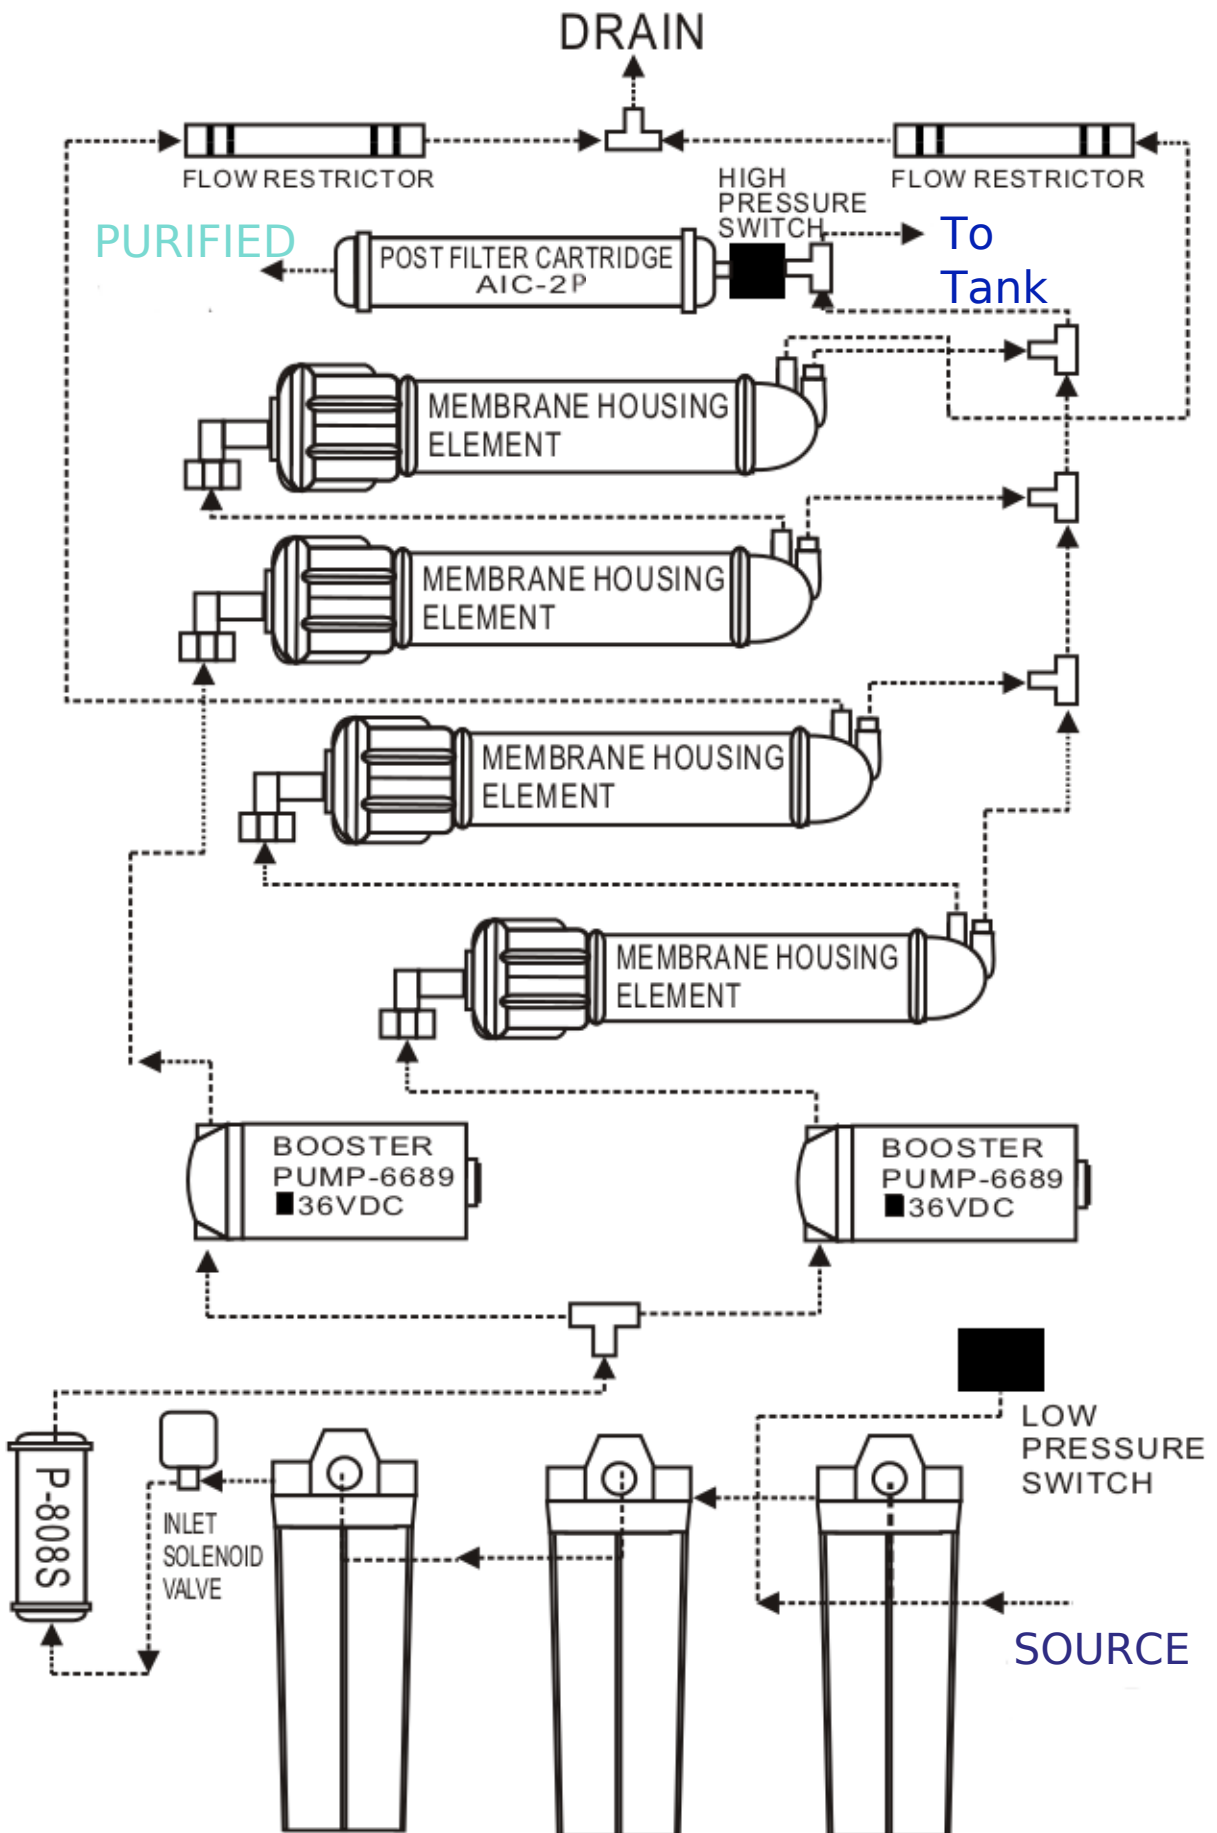 DRAIN
FLOW RESTRICTOR
HIGH
PRESSURE
SWITCH
FLOW RESTRICTOR
PURIFIED
To
Tank
POST FILTER CARTRIDGE
AIC-2P
MEMBRANE HOUSING
ELEMENT
MEMBRANE HOUSING
ELEMENT
MEMBRANE HOUSING
ELEMENT
MEMBRANE HOUSING
ELEMENT
BOOSTER
PUMP-6689
36VDC
BOOSTER
PUMP-6689
36VDC
LOW
PRESSURE
SWITCH
P-808S
INLET
SOLENOID
VALVE
SOURCE